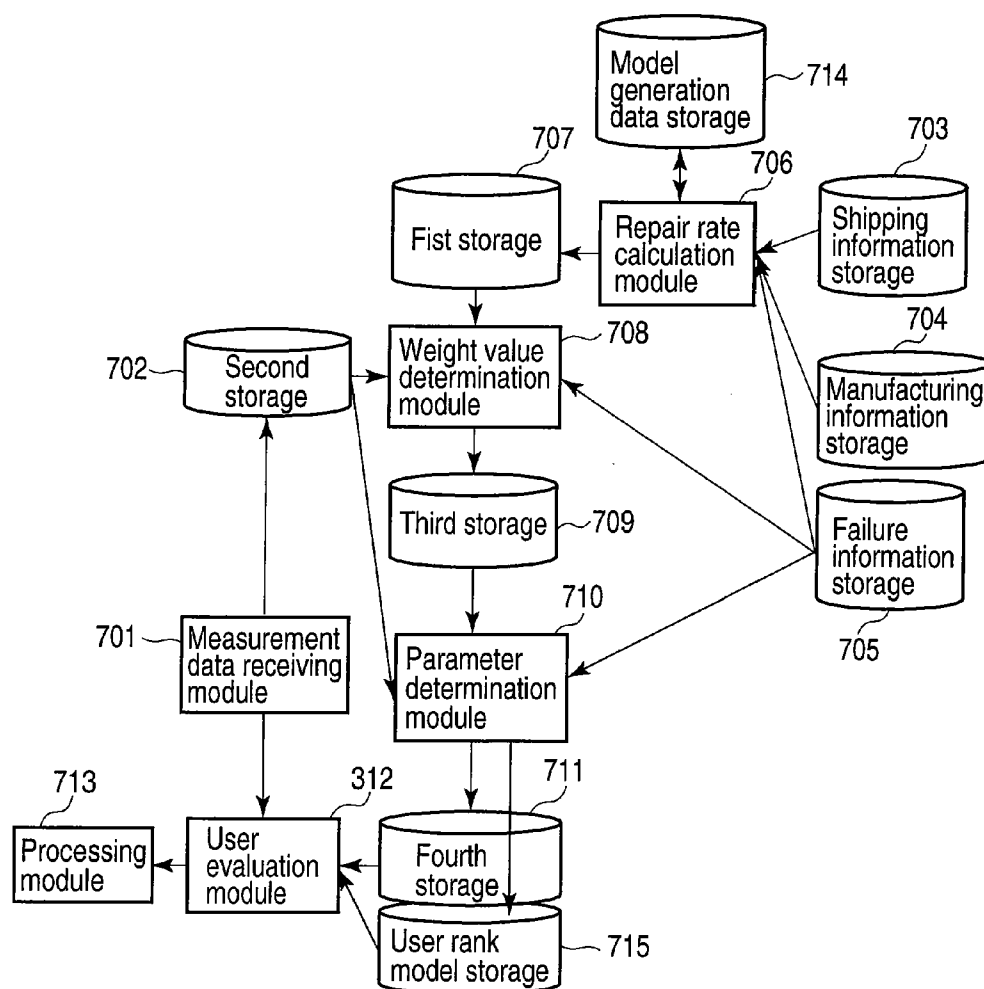 Model
generation
data storage
714
703
707
706
Fist storage
Repair rate
calculation
module
Shipping
information
storage
708
704
702
Second
storage
Weight value
determination
module
Manufacturing
information
storage
Third storage
709
Failure
information
storage
705
710
701
Measurement
data receiving
module
Parameter
determination
module
713
312
711
Processing
module
User
evaluation
module
Fourth
storage
User rank
model storage
715